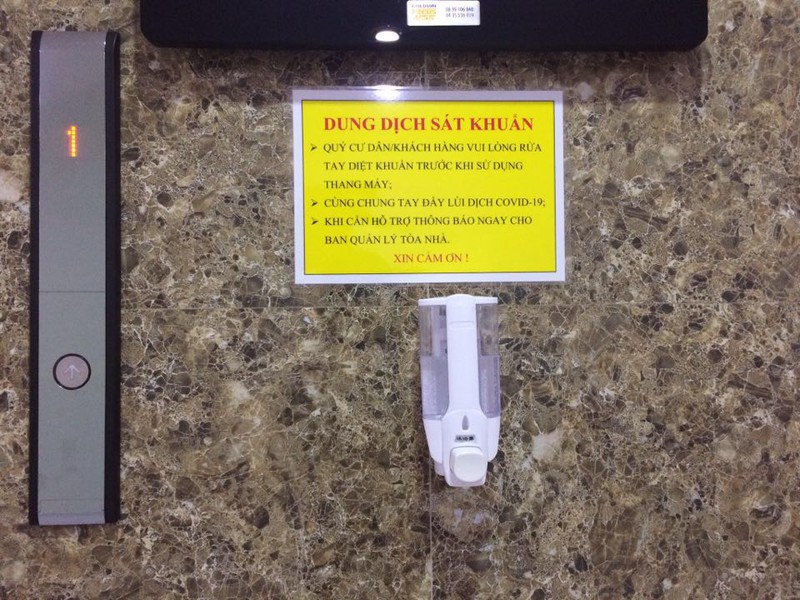 1
DUNG DỊCH SÁT KHUẨN
➢ QUÝ CƯ DÂN/KHÁCH HÀNG VUI LÒNG RỬA
TAY DIỆT KHUẨN TRƯỚC KHI SỬ DỤNG
THANG MÁY;
➢ CÙNG CHUNG TAY ĐẨY LÙI DỊCH COVID-19;
➢ KHI CẦN HỖ TRỢ THÔNG BÁO NGAY CHO
BAN QUẢN LÝ TÒA NHÀ.
XIN CẢM ƠN !